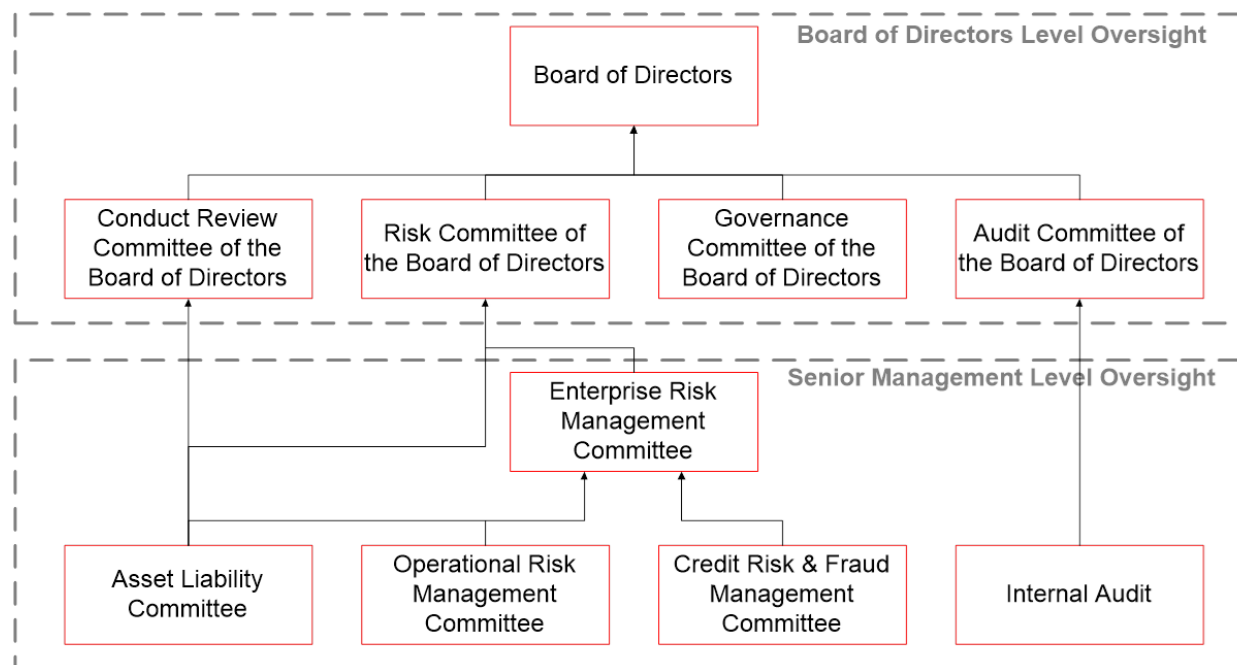 Board of Directors Level Oversight
Board of Directors
Conduct Review
Committee of the
Board of Directors
Risk Committee of
the Board of Directors
Governance
Committee of the
Board of Directors
Audit Committee of
the Board of Directors
Senior Management Level Oversight
Enterprise Risk
Management
Committee
Asset Liability
Committee
Operational Risk
Management
Committee
Credit Risk & Fraud
Management
Committee
Internal Audit